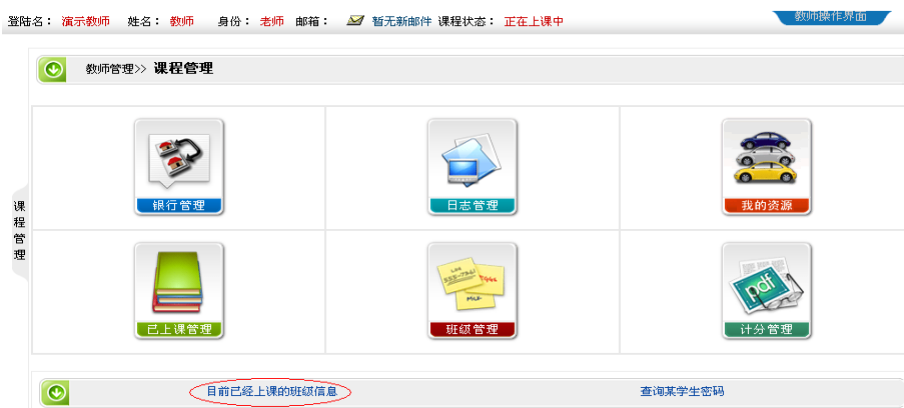 登陆名： 演示教师 姓名： 教师 身份： 老师 邮箱： 暂无新邮件 课程状态： 正在上课中
教师操作界面
教师管理>> 课程管理
课程管理
银行管理 日志管理 我的资源
已上课管理 班级管理 计分管理
pdf
目前已经上课的班级信息 查询某学生密码